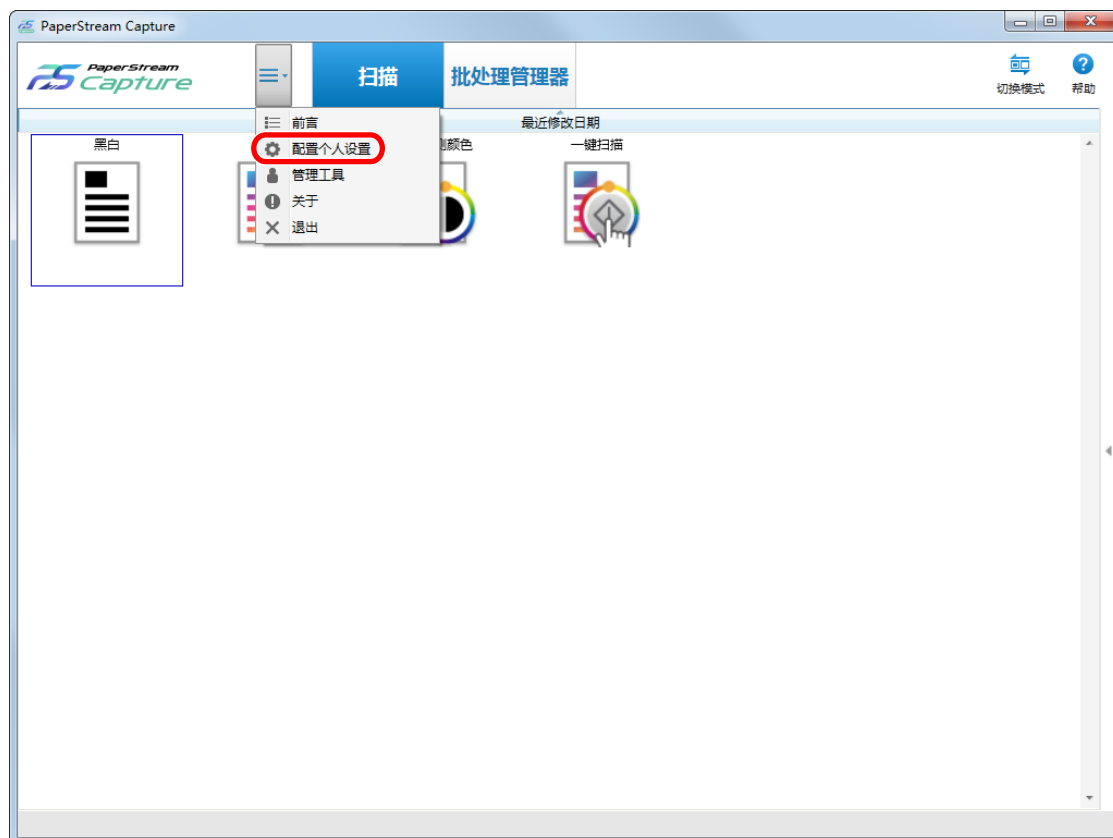 PaperStream Capture
PaperStream
Capture
扫描
批处理管理器
切换模式
帮助
前言
配置个人设置
管理工具
关于
退出
最近修改日期
黑白
颜色
一键扫描